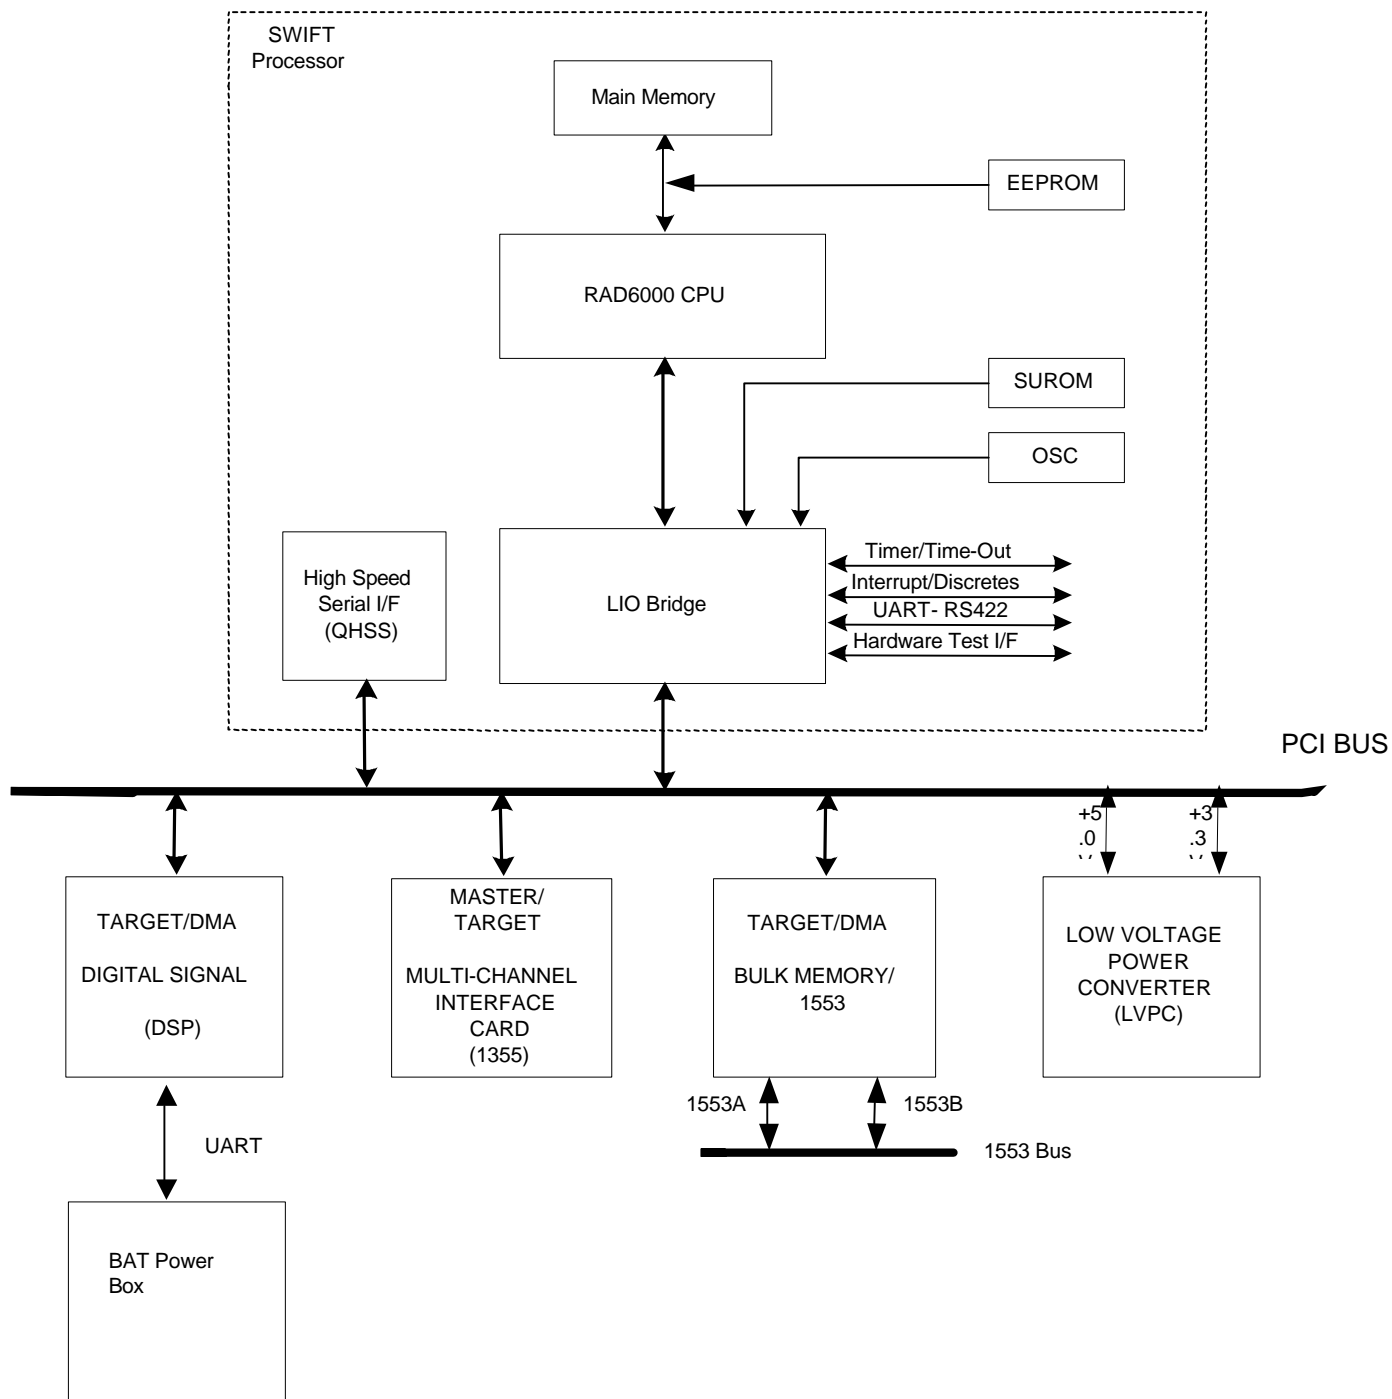 SWIFT
Processor
Main Memory
EEPROM
RAD6000 CPU
SUROM
OSC
High Speed
Serial I/F
(QHSS)
LIO Bridge
Timer/Time-Out
Interrupt/Discretes
UART- RS422
Hardware Test I/F
PCI BUS
+5
.0
+3
.3
TARGET/DMA
DIGITAL SIGNAL
(DSP)
MASTER/
TARGET
MULTI-CHANNEL
INTERFACE
CARD
(1355)
TARGET/DMA
BULK MEMORY/
1553
LOW VOLTAGE
POWER
CONVERTER
(LVPC)
1553A
1553B
1553 Bus
UART
BAT Power
Box